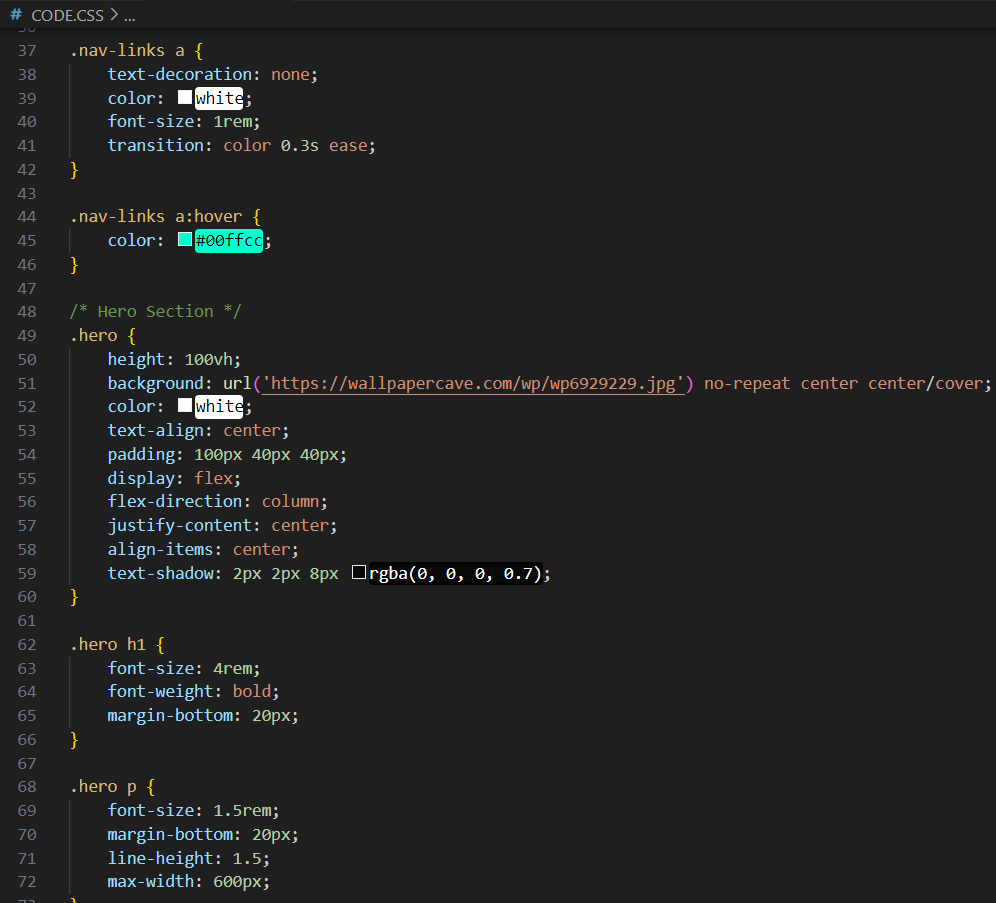 # CODE.CSS > ...
36
37 .nav-links a {
38     text-decoration: none;
39     color: white;
40     font-size: 1rem;
41     transition: color 0.3s ease;
42 }
43
44 .nav-links a:hover {
45     color: #00ffcc;
46 }
47
48 /* Hero Section */
49 .hero {
50     height: 100vh;
51     background: url('https://wallpapercave.com/wp/wp6929229.jpg') no-repeat center center/cover;
52     color: white;
53     text-align: center;
54     padding: 100px 40px 40px;
55     display: flex;
56     flex-direction: column;
57     justify-content: center;
58     align-items: center;
59     text-shadow: 2px 2px 8px rgba(0, 0, 0, 0.7);
60 }
61
62 .hero h1 {
63     font-size: 4rem;
64     font-weight: bold;
65     margin-bottom: 20px;
66 }
67
68 .hero p {
69     font-size: 1.5rem;
70     margin-bottom: 20px;
71     line-height: 1.5;
72     max-width: 600px;
73 }